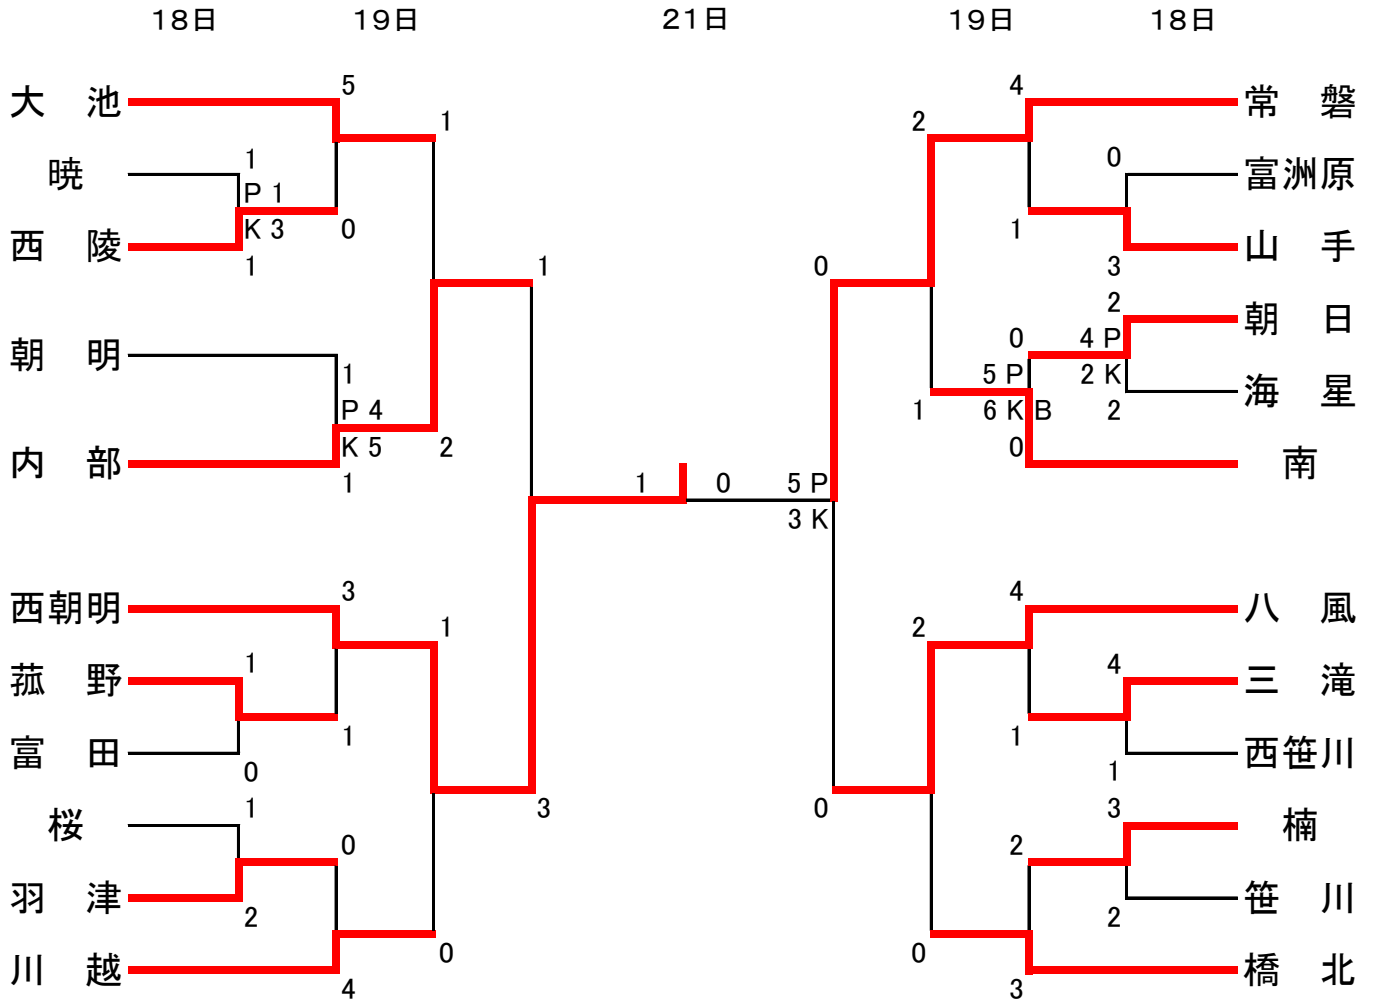 18日 19日 21日 19日 18日
5 4
大 池 常 磐
1 2
1 0
暁 富洲原
P 1
K 3 0 1
西 陵 山 手
1 1 0 3
2
朝 日
0 4 P
朝 明
1 5 P 2 K
海 星
P 4 1 6 K B 2
K 5 2 0
内 部 南
1 1 0 5 P
3 K
3 4
西朝明 八 風
1 2
1 4
菰 野 三 滝
1 1
富 田 西笹川
0 1
1 3 0 3
桜 楠
0 2
羽 津 笹 川
2 2
0 0
川 越 橋 北
4 3